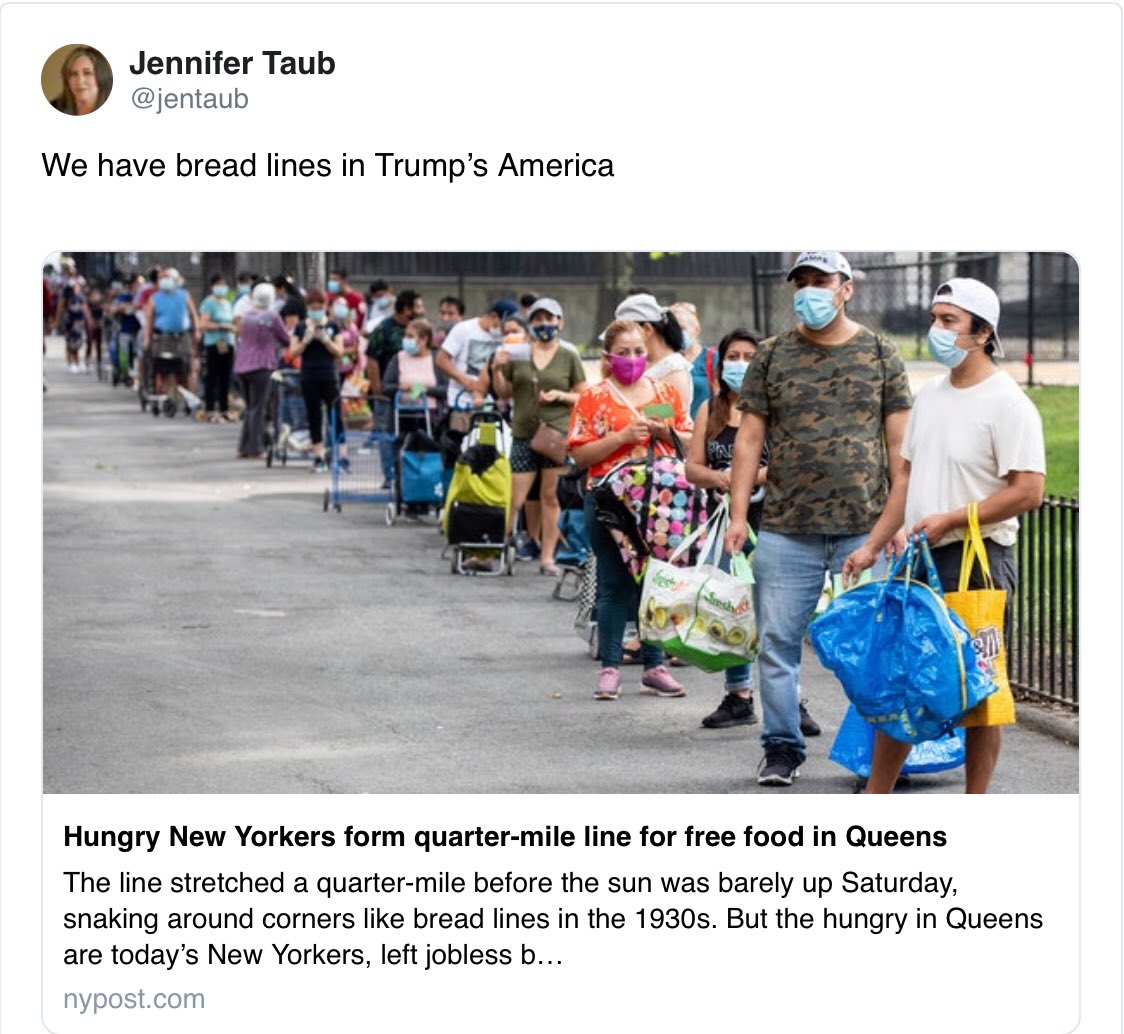 Jennifer Taub
@jentaub
We have bread lines in Trump’s America
Hungry New Yorkers form quarter-mile line for free food in Queens
The line stretched a quarter-mile before the sun was barely up Saturday,
snaking around corners like bread lines in the 1930s. But the hungry in Queens
are today’s New Yorkers, left jobless b…
nypost.com